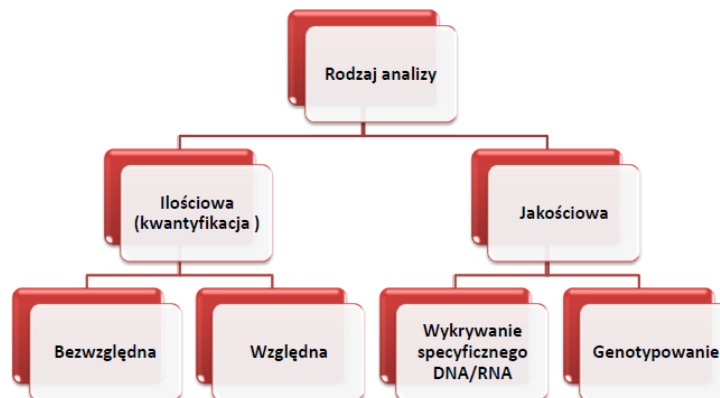 Rodzaj analizy
Ilościowa
(kwantyfikacja )
Jakościowa
Bezwzględna
Względna
Wykrywanie
specyficznego
DNA/RNA
Genotypowanie